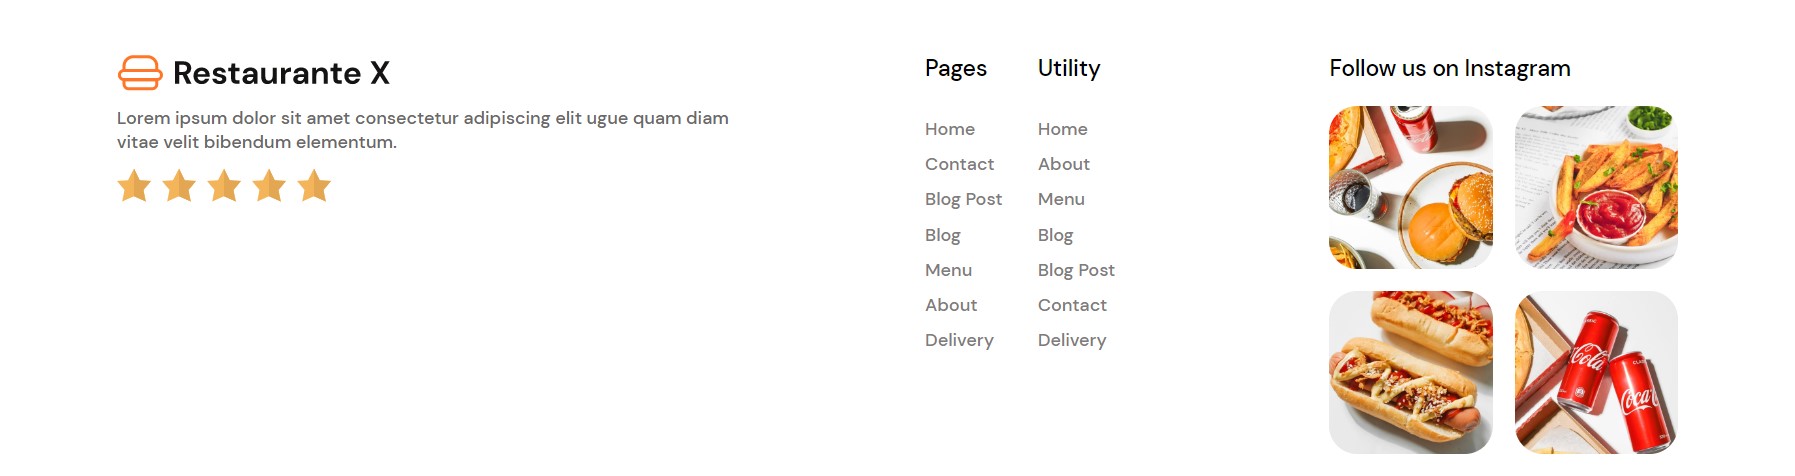 Restaurante X
Lorem ipsum dolor sit amet consectetur adipiscing elit ugue quam diam
vitae velit bibendum elementum.
Pages
Home
Contact
Blog Post
Blog
Menu
About
Delivery
Utility
Home
About
Menu
Blog
Blog Post
Contact
Delivery
Follow us on Instagram
Coca
Cola